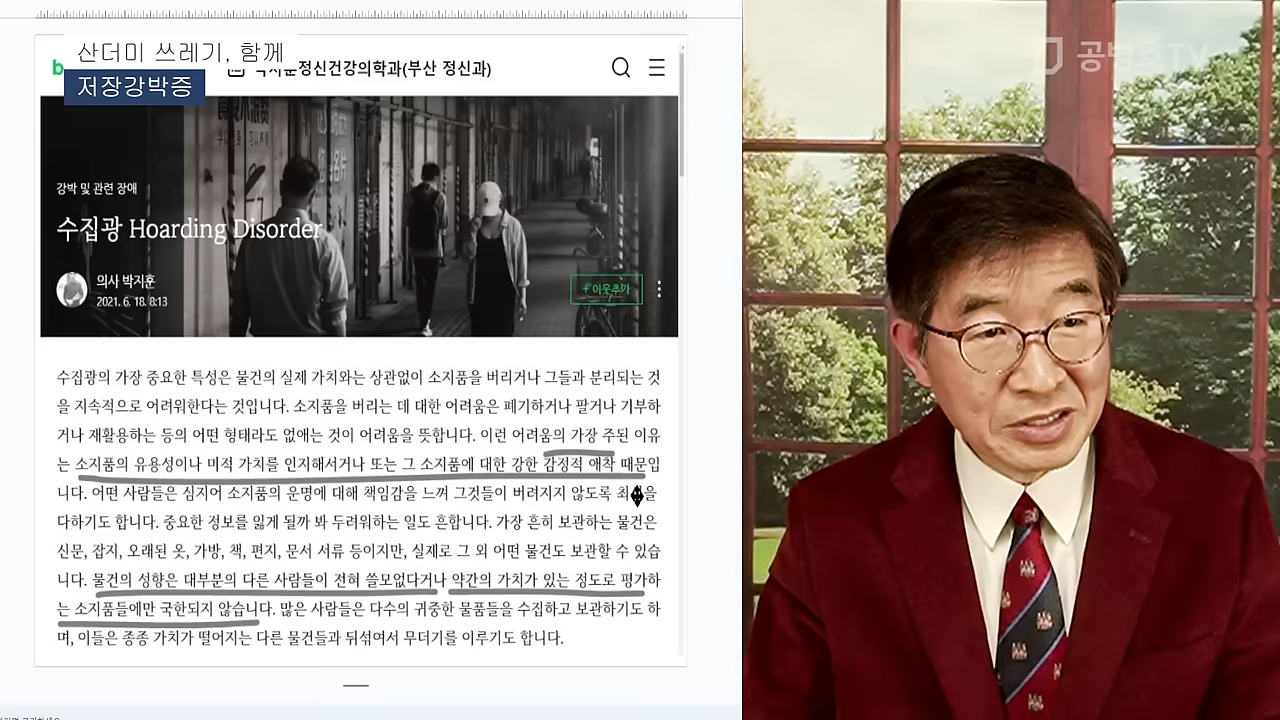 산더미 쓰레기, 함께
저장강박증
정신건강의학과(부산 정신과)
공병호TV
강박 및 관련 장애
수집광 Hoarding Disorder
의사 박지훈
2021. 6. 18. 8:13
+이웃추가
수집광의 가장 중요한 특성은 물건의 실제 가치와는 상관없이 소지품을 버리거나 그들과 분리되는 것
을 지속적으로 어려워한다는 것입니다. 소지품을 버리는 데 대한 어려움은 폐기하거나 팔거나 기부하
거나 재활용하는 등의 어떤 형태라도 없애는 것이 어려움을 뜻합니다. 이런 어려움의 가장 주된 이유
는 소지품의 유용성이나 미적 가치를 인지해서거나 또는 그 소지품에 대한 강한 감정적 애착 때문입
니다. 어떤 사람들은 심지어 소지품의 운명에 대해 책임감을 느껴 그것들이 버려지지 않도록
다하기도 합니다. 중요한 정보를 잃게 될까 봐 두려워하는 일도 흔합니다. 가장 흔히 보관하는 물건은
신문, 잡지, 오래된 옷, 가방, 책, 편지, 문서 서류 등이지만, 실제로 그 외 어떤 물건도 보관할 수 있습
니다. 물건의 성향은 대부분의 다른 사람들이 전혀 쓸모없다거나 약간의 가치가 있는 정도로 평가하
는 소지품들에만 국한되지 않습니다. 많은 사람들은 다수의 귀중한 물품들을 수집하고 보관하기도 하
며, 이들은 종종 가치가 떨어지는 다른 물건들과 뒤섞여서 무더기를 이루기도 합니다.